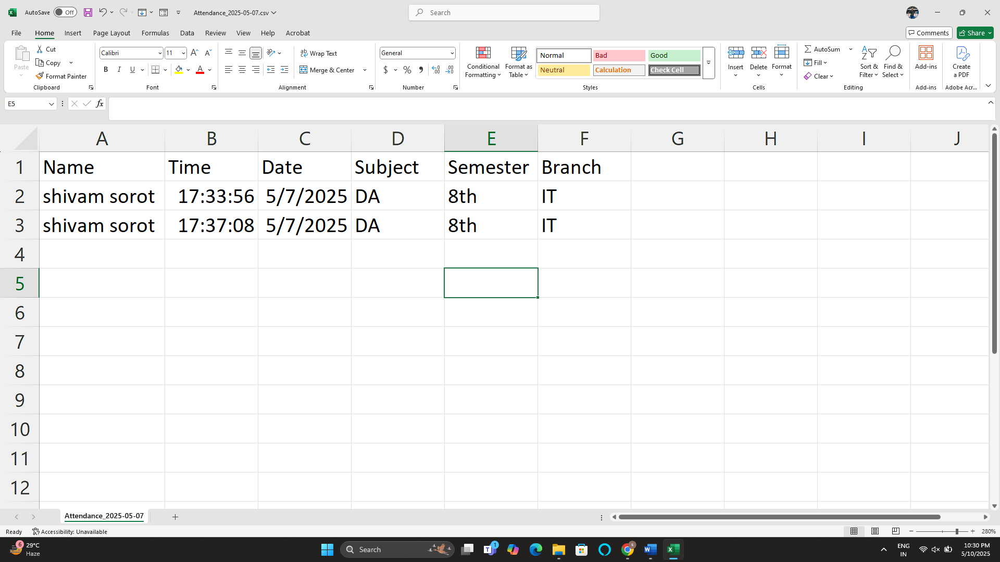 AutoSave Off Attendance_2025-05-07.csv Search
File Home Insert Page Layout Formulas Data Review View Help Acrobat Comments Share
Paste Cut Copy Format Painter Clipboard
Calibri 11 B I U A Font
Wrap Text Merge & Center Alignment
General $ % Number
Conditional Formatting Format as Table
Normal Bad Good
Neutral Calculation Check Cell
Styles
Insert Delete Format Cells
AutoSum Fill Clear Sort & Filter Find & Select Editing
Add-ins Add-ins
Create a PDF Adobe Acr...
E5 fx
A B C D E F G H I J
1 Name Time Date Subject Semester Branch
2 shivam sorot 17:33:56 5/7/2025 DA 8th IT
3 shivam sorot 17:37:08 5/7/2025 DA 8th IT
4
5
6
7
8
9
10
11
12
Attendance_2025-05-07
Ready Accessibility: Unavailable 280%
6 29°C Haze Search 1 ENG IN 10:30 PM 5/10/2025